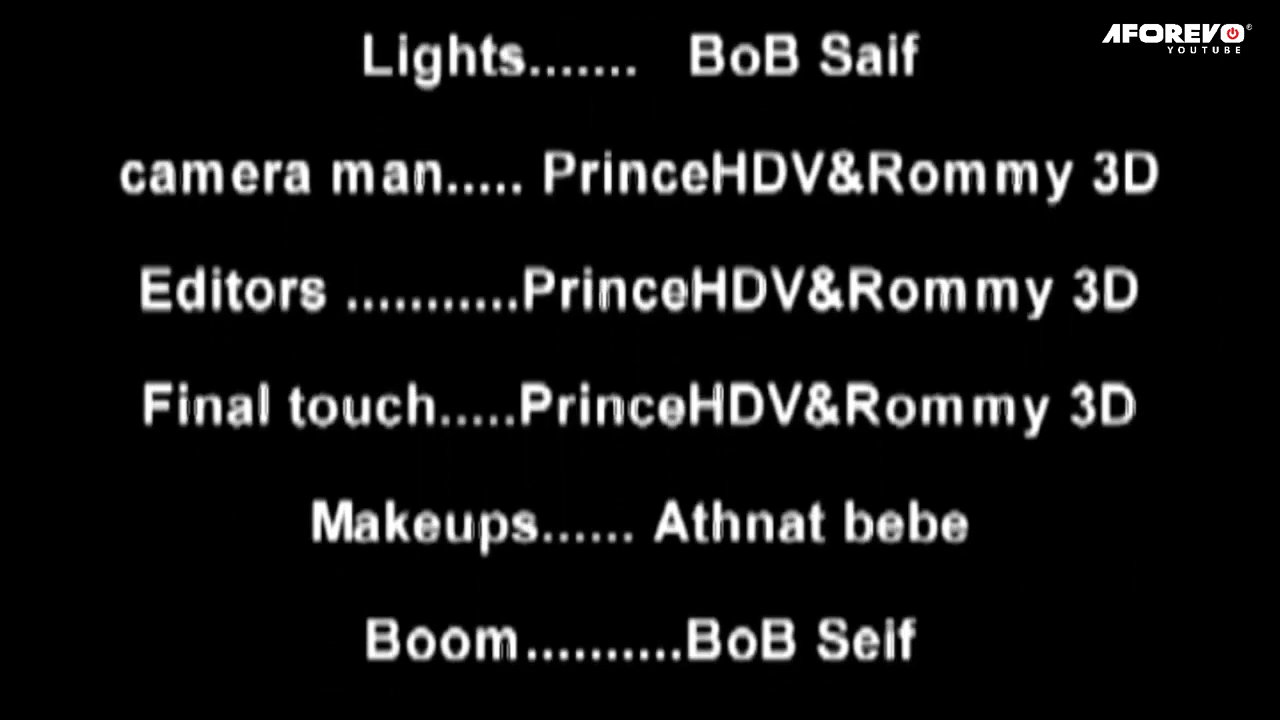 AFOREVO®
YOUTUBE
Lights....... BoB Saif
camera man..... PrinceHDV&Rommy 3D
Editors ...........PrinceHDV&Rommy 3D
Final touch.....PrinceHDV&Rommy 3D
Makeups...... Athnat bebe
Boom..........BoB Seif